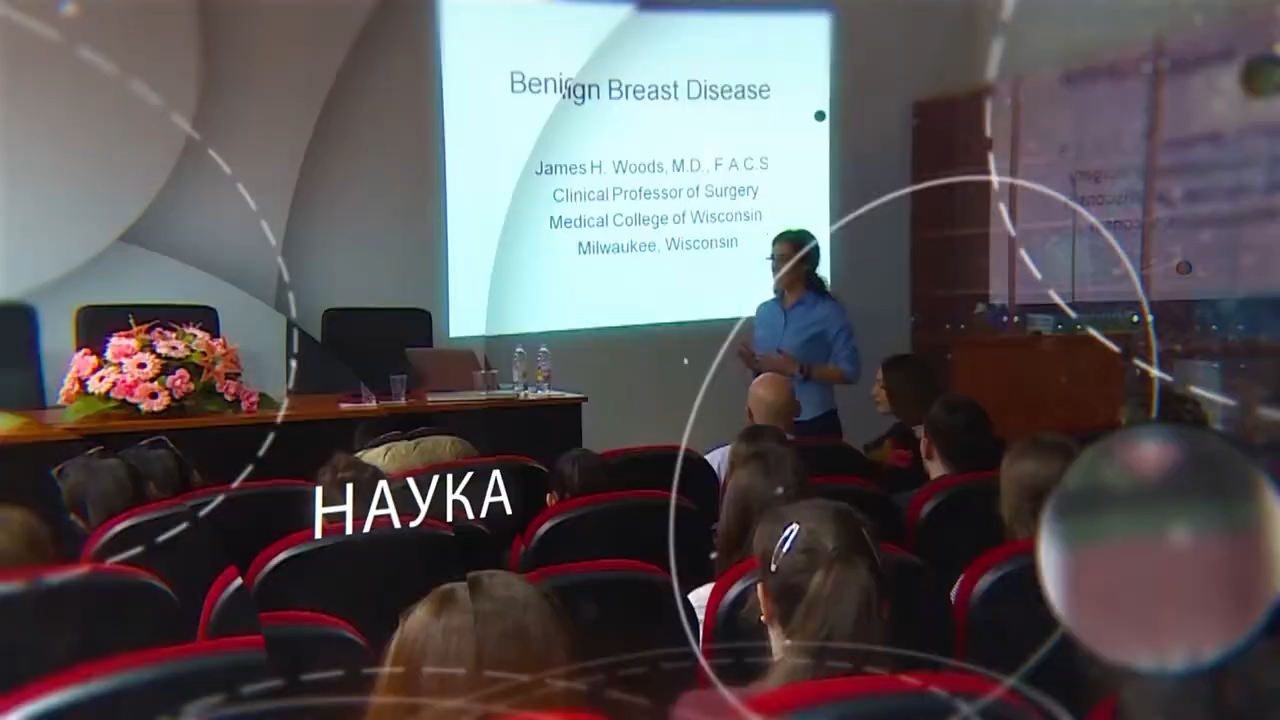 Benign Breast Disease
James H. Woods, M.D., F A.C.S
Clinical Professor of Surgery
Medical College of Wisconsin
Milwaukee, Wisconsin
НАУКА